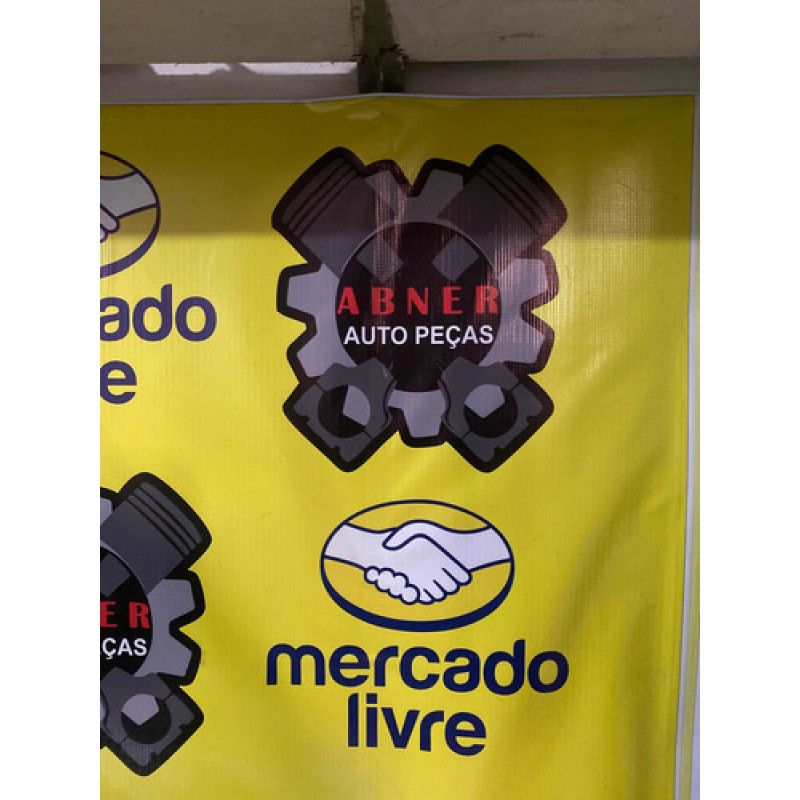 ado
e
ABNER
AUTO PEÇAS
ER
ÇAS
mercado
livre